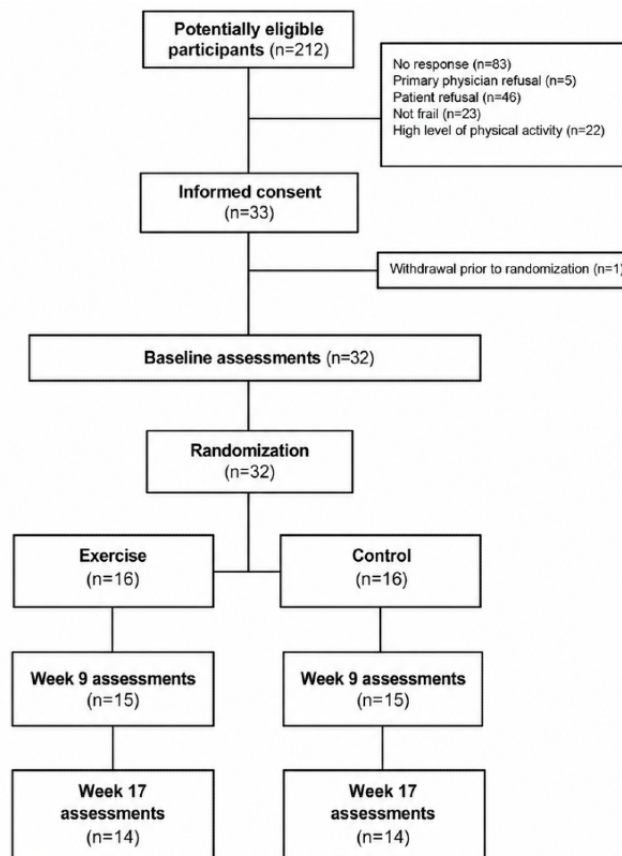 Potentially eligible
participants (n=212)
No response (n=83)
Primary physician refusal (n=5)
Patient refusal (n=46)
Not frail (n=23)
High level of physical activity (n=22)
Informed consent
(n=33)
Withdrawal prior to randomization (n=1)
Baseline assessments (n=32)
Randomization
(n=32)
Exercise
(n=16)
Control
(n=16)
Week 9 assessments
(n=15)
Week 9 assessments
(n=15)
Week 17
assessments
(n=14)
Week 17
assessments
(n=14)